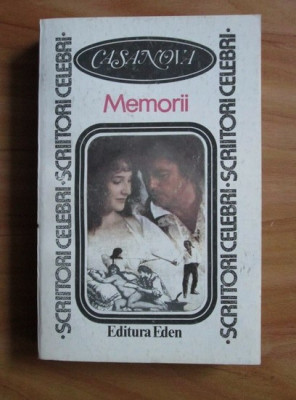 CASANOVA
Memorii
·SCRIITORI CELEBRI·SCRIITORI CELEBRI·
·SCRIITORI CELEBRI·SCRIITORI CELEBRI·
Editura Eden